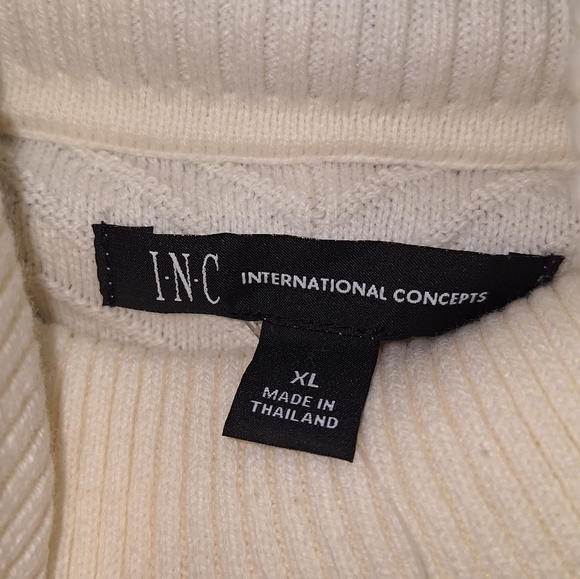 I·N·C INTERNATIONAL CONCEPTS
XL
MADE IN
THAILAND